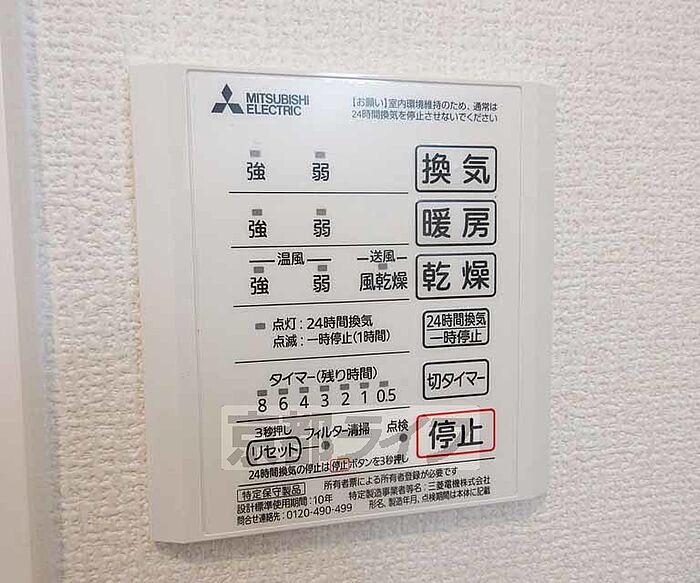 MITSUBISHI
ELECTRIC
【お願い】室内環境維持のため、通常は
24時間換気を停止させないでください
強 弱 換気
強 弱 暖房
温風 送風
強 弱 風乾燥 乾燥
点灯:24時間換気
点滅:一時停止(1時間)
24時間換気
一時停止
タイマー(残り時間)
8 6 4 3 2 1 0.5
切タイマー
3秒押し フィルター清掃 点検
リセット
停止
24時間換気の停止は停止ボタンを3秒押し
特定保守製品 所有者票による所有者登録が必要です
設計標準使用期間:10年 特定製造事業者等名:三菱電機株式会社
問合せ連絡先:0120-490-499 形名、製造年月、点検期間は本体に記載
京都ライフ